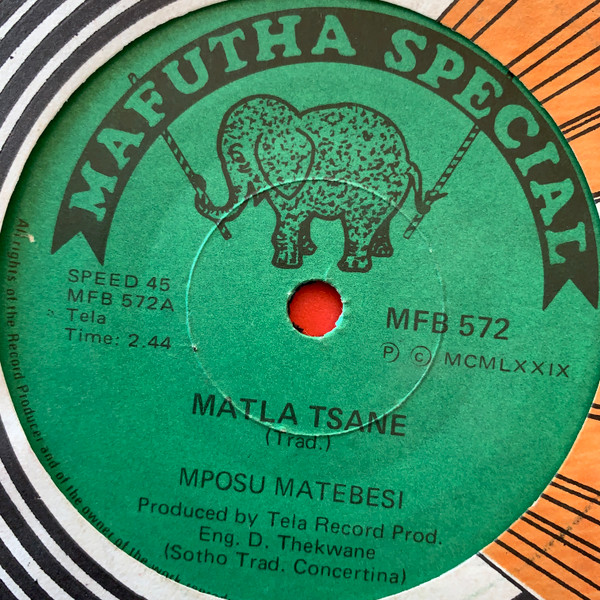 MAFUTHA SPECIAL
SPEED 45
MFB 572A
Tela
Time: 2.44
MFB 572
Ⓟ © MCMLXXIX
MATLA TSANE
(Trad.)
MPOSU MATEBESI
Produced by Tela Record Prod.
Eng. D. Thekwane
(Sotho Trad. Concertina)
All rights of the Record Producer and of the owner of the work